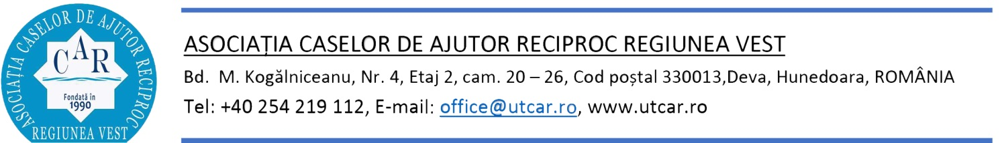 ASOCIAȚIA CASELOR DE AJUTOR RECIPROC
CAR
Fondată în
1990
REGIUNEA VEST
ASOCIAȚIA CASELOR DE AJUTOR RECIPROC REGIUNEA VEST
Bd. M. Kogălniceanu, Nr. 4, Etaj 2, cam. 20 – 26, Cod poștal 330013,Deva, Hunedoara, ROMÂNIA
Tel: +40 254 219 112, E-mail: office@utcar.ro, www.utcar.ro